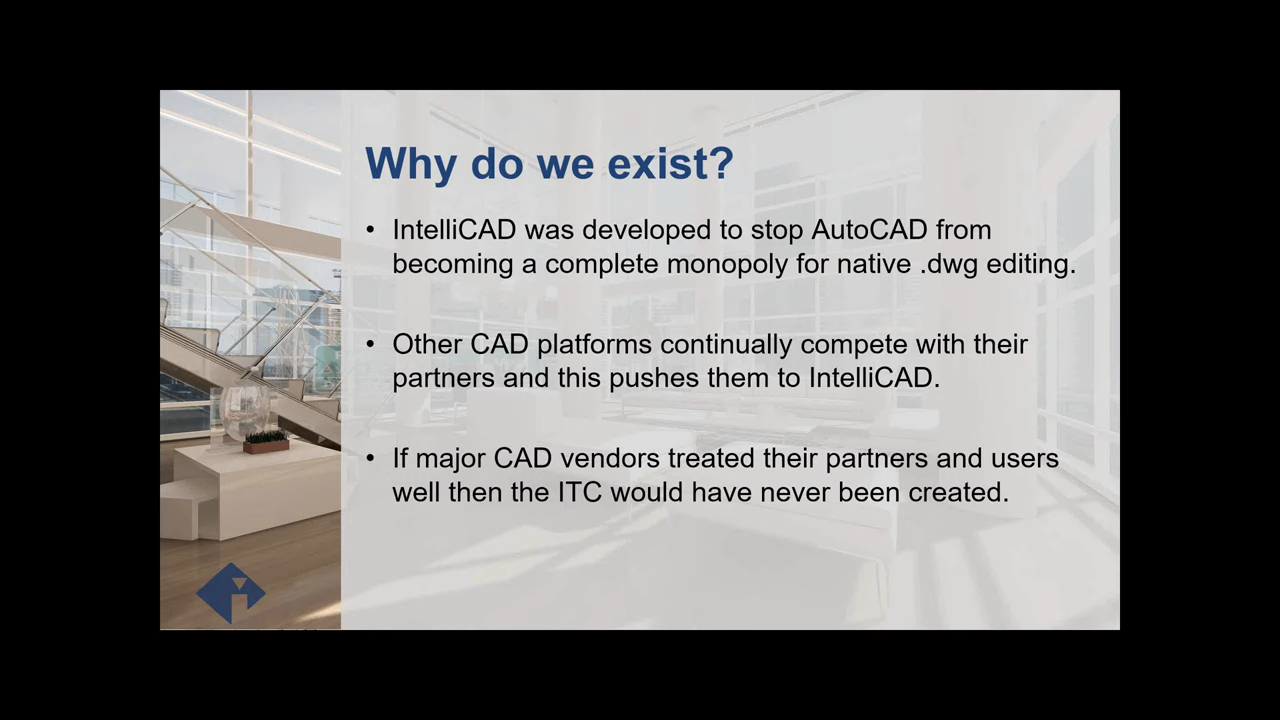 Why do we exist?
• IntelliCAD was developed to stop AutoCAD from
becoming a complete monopoly for native .dwg editing.
• Other CAD platforms continually compete with their
partners and this pushes them to IntelliCAD.
• If major CAD vendors treated their partners and users
well then the ITC would have never been created.